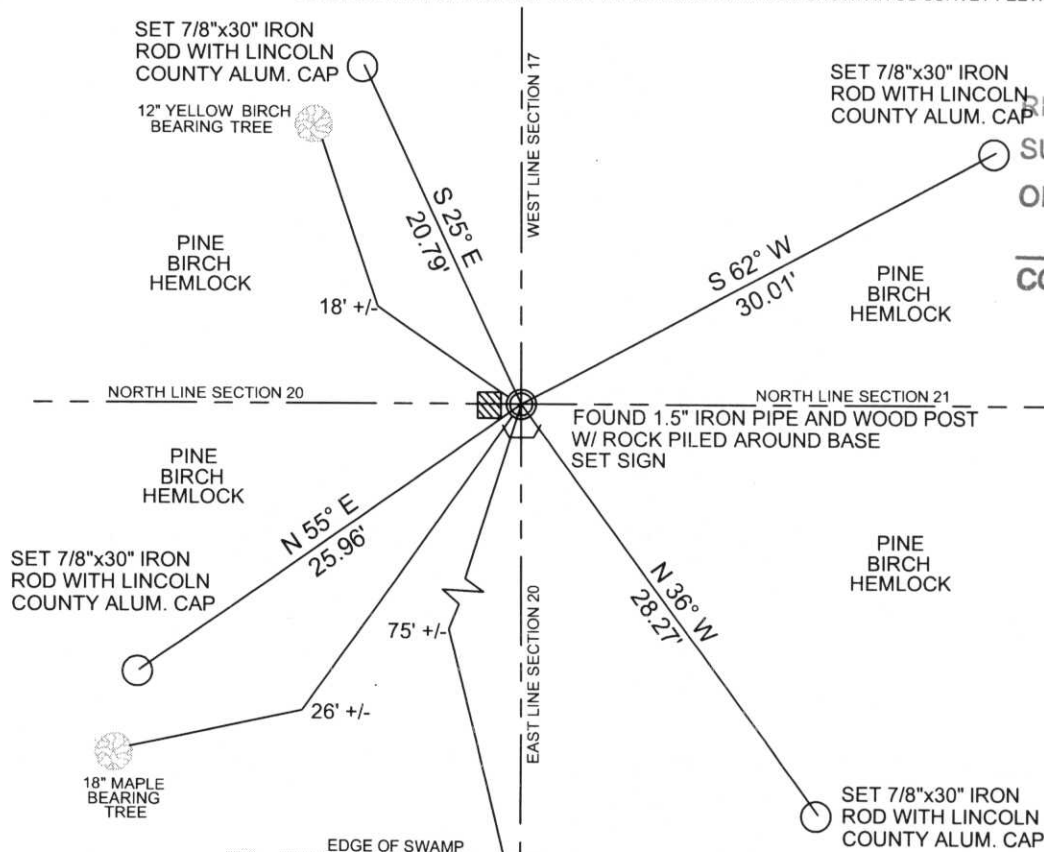 SET 7/8"x30" IRON
ROD WITH LINCOLN
COUNTY ALUM. CAP
12" YELLOW BIRCH
BEARING TREE
WEST LINE SECTION 17
SET 7/8"x30" IRON
ROD WITH LINCOLN
COUNTY ALUM. CAP
S 25° E
20.79'
S 62° W
30.01'
PINE
BIRCH
HEMLOCK
PINE
BIRCH
HEMLOCK
18' +/-
NORTH LINE SECTION 20
NORTH LINE SECTION 21
FOUND 1.5" IRON PIPE AND WOOD POST
W/ ROCK PILED AROUND BASE
SET SIGN
PINE
BIRCH
HEMLOCK
N 55° E
25.96'
SET 7/8"x30" IRON
ROD WITH LINCOLN
COUNTY ALUM. CAP
PINE
BIRCH
HEMLOCK
N 36° W
28.27'
75' +/-
EAST LINE SECTION 20
26' +/-
18" MAPLE
BEARING
TREE
SET 7/8"x30" IRON
ROD WITH LINCOLN
COUNTY ALUM. CAP
EDGE OF SWAMP